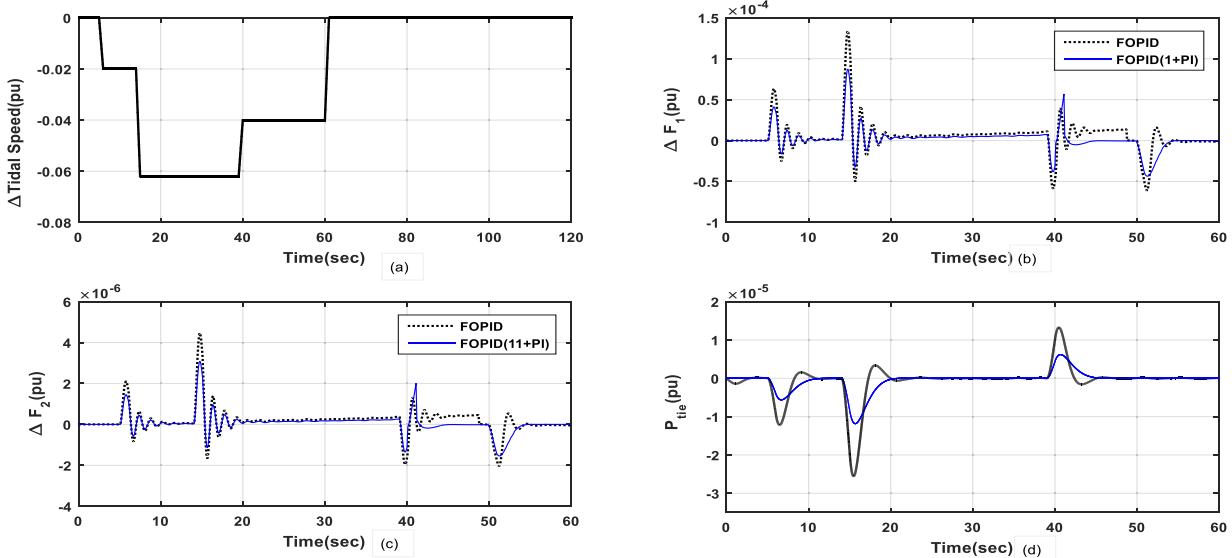 0
-0.02
-0.04
-0.06
-0.08
Δ Tidal Speed(pu)
0 20 40 60 80 100 120
Time(sec)
(a)
×10⁻⁴
1.5
1
0.5
0
-0.5
-1
Δ F₁(pu)
FOPID
FOPID(1+PI)
0 10 20 30 40 50 60
Time(sec)
(b)
×10⁻⁶
6
4
2
0
-2
-4
Δ F₂(pu)
FOPID
FOPID(11+PI)
0 10 20 30 40 50 60
Time(sec)
(c)
×10⁻⁵
2
1
0
-1
-2
-3
P_tie(pu)
0 10 20 30 40 50 60
Time(sec)
(d)